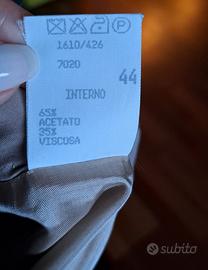 P
1610/426
7020
44
INTERNO
65%
ACETATO
35%
VISCOSA
subito